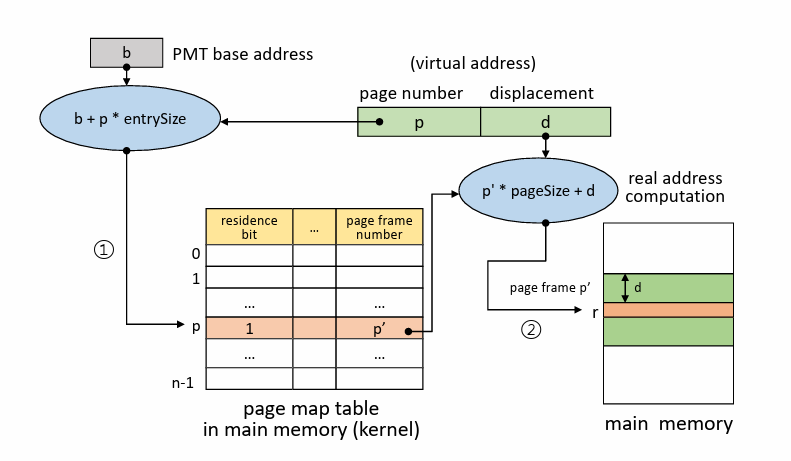 b
PMT base address
(virtual address)
page number
displacement
b + p * entrySize
p
d
p' * pageSize + d
real address
computation
residence
bit
...
page frame
number
①
0
1
...
...
p
1
p′
...
...
n-1
page frame p’
d
r
②
page map table
in main memory (kernel)
main memory